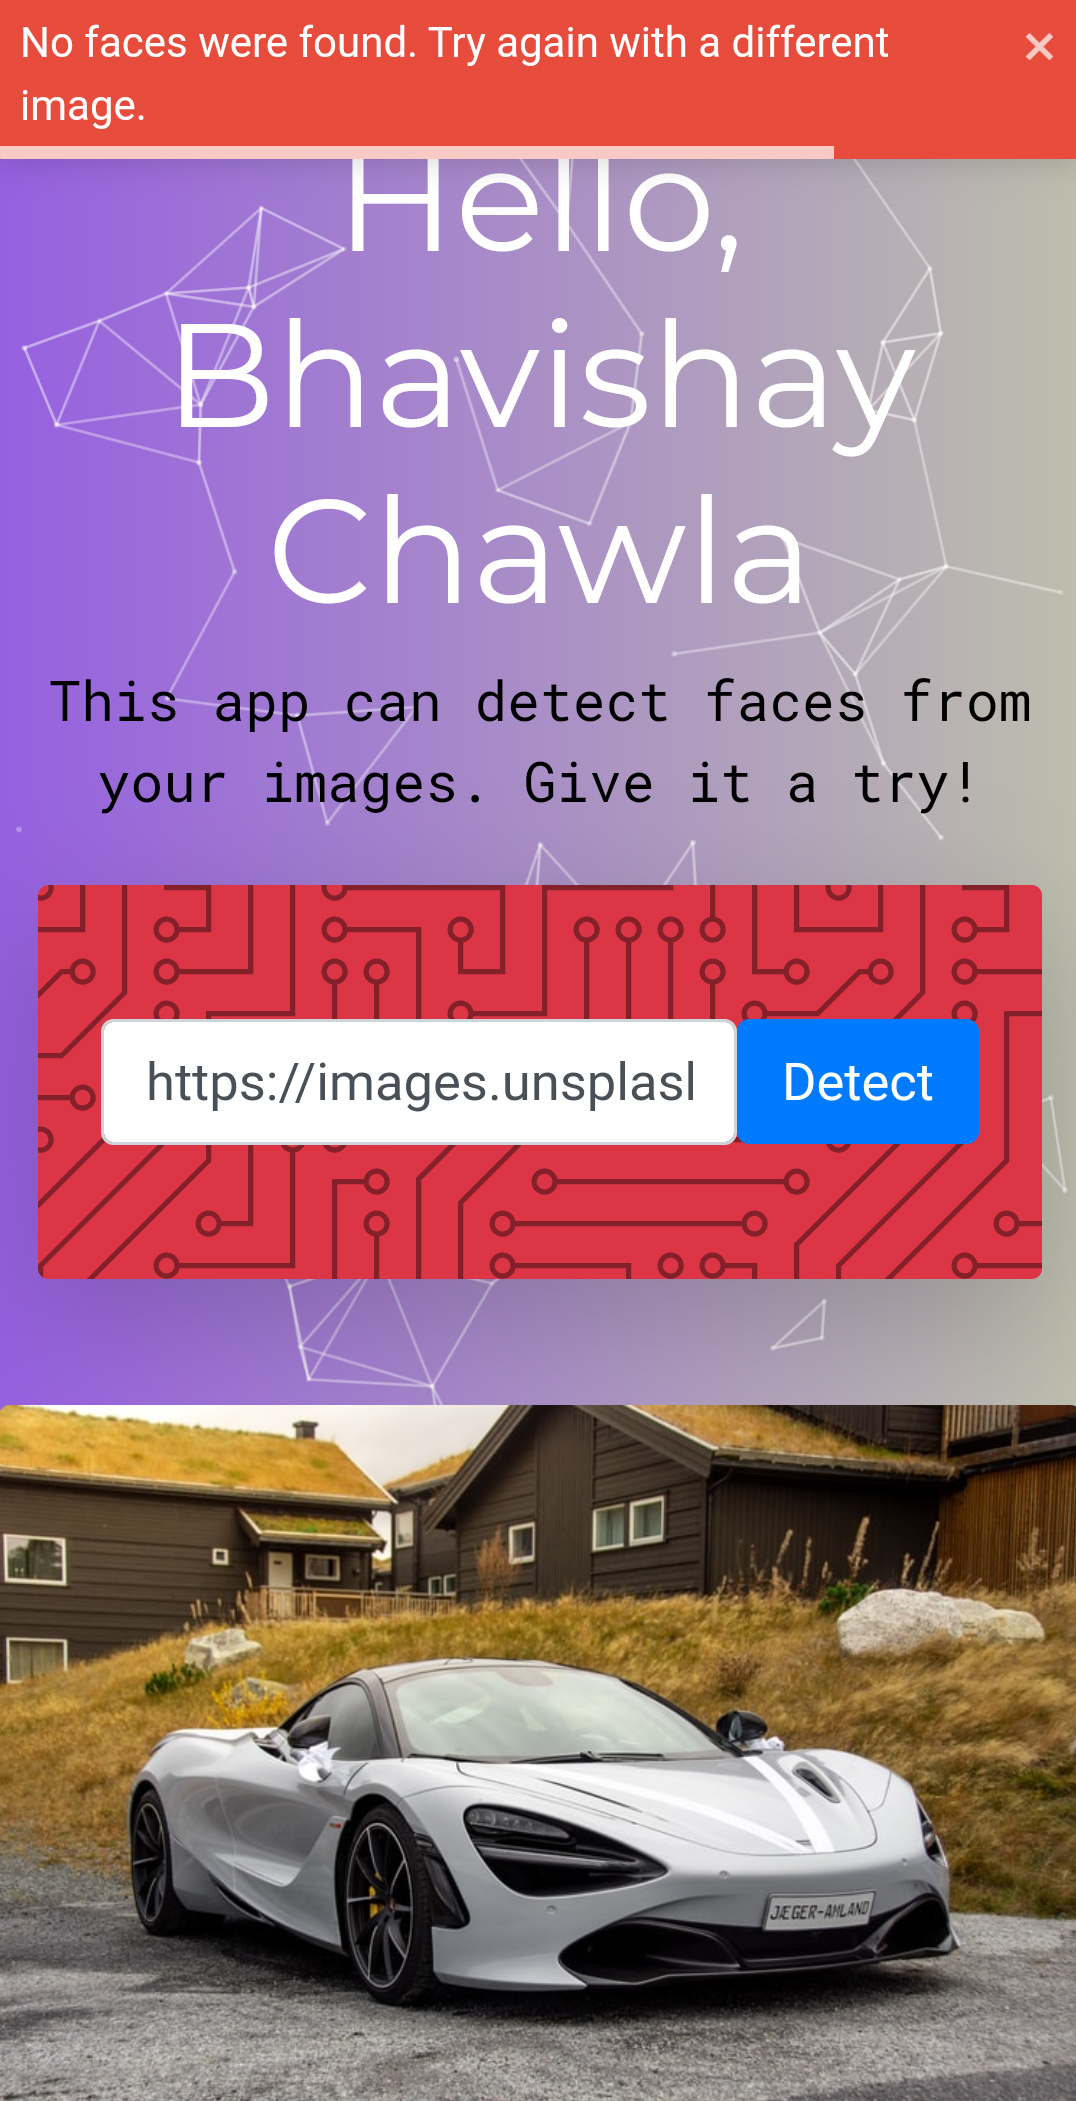 No faces were found. Try again with a different
image.
×
Hello,
Bhavishay
Chawla
This app can detect faces from
your images. Give it a try!
https://images.unsplasl
Detect
JÆGER-AMLAND